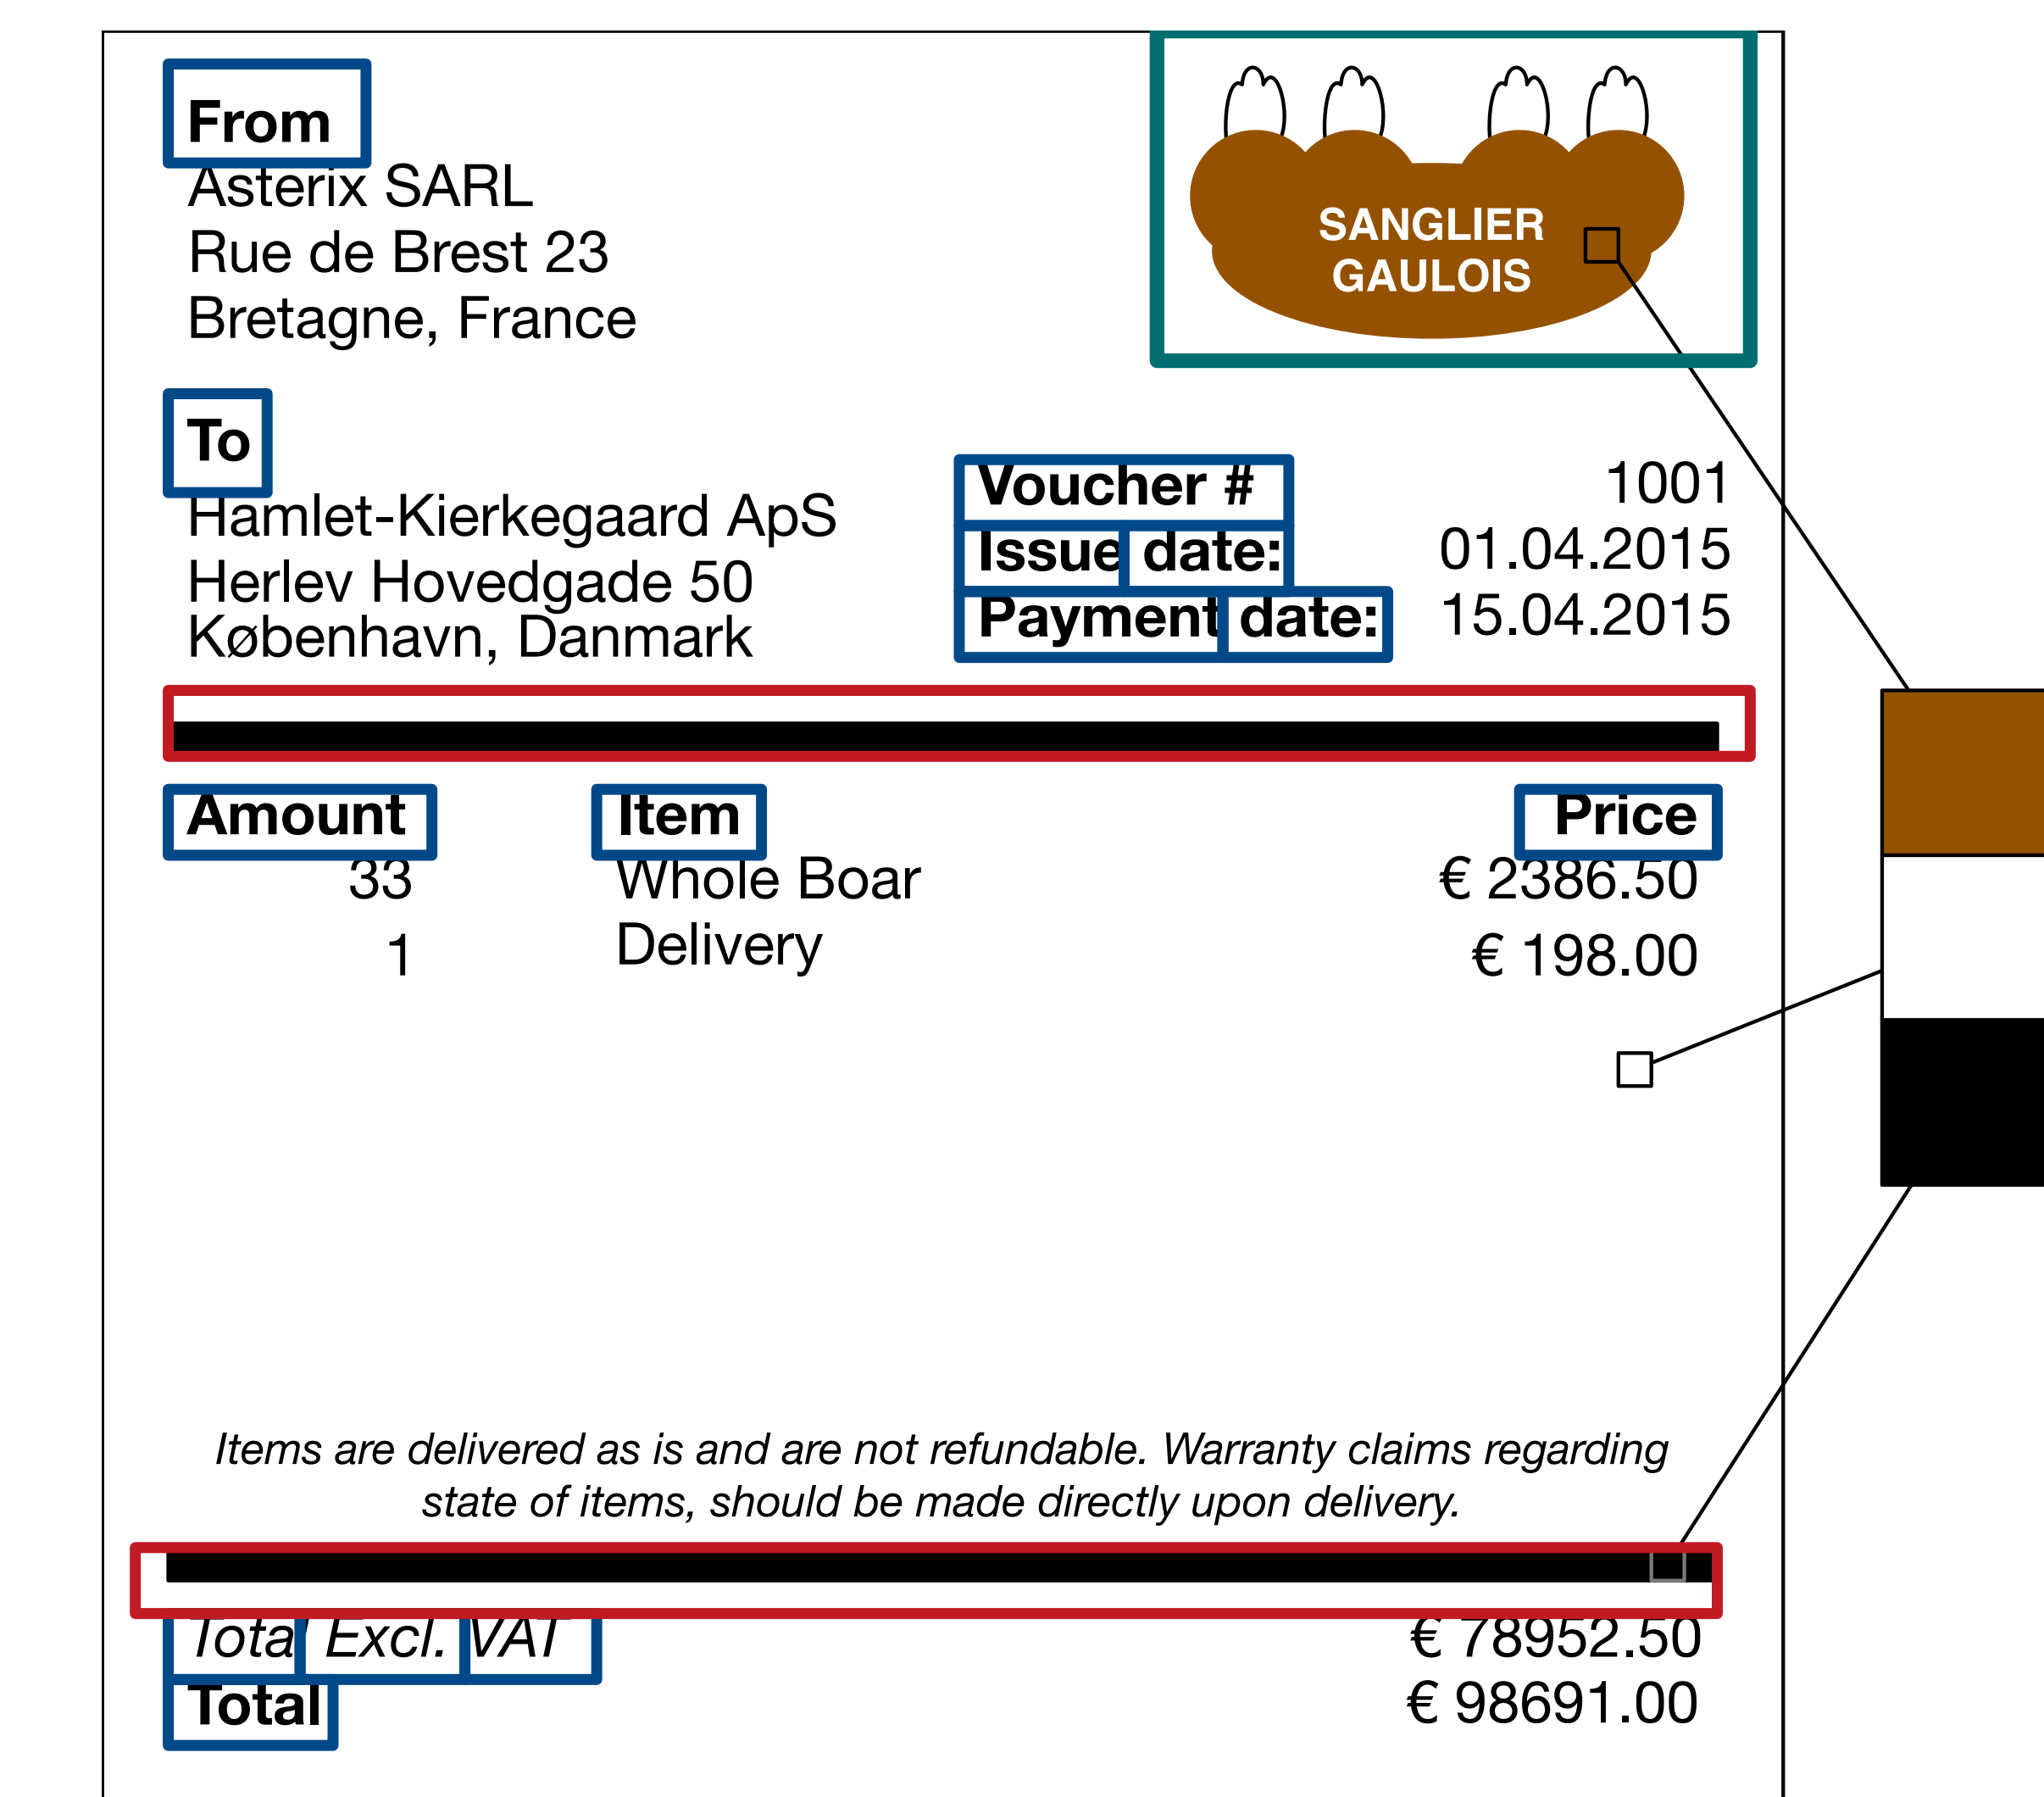 From
Asterix SARL
Rue de Brest 23
Bretagne, France
SANGLIER
GAULOIS
To
Hamlet-Kierkegaard ApS
Herlev Hovedgade 50
København, Danmark
Voucher # 1001
Issue date: 01.04.2015
Payment date: 15.04.2015
Amount Item Price
33 Whole Boar € 2386.50
1 Delivery € 198.00
Items are delivered as is and are not refundable. Warranty claims regarding
state of items, should be made directly upon delivery.
Total Excl. VAT € 78952.50
Total € 98691.00